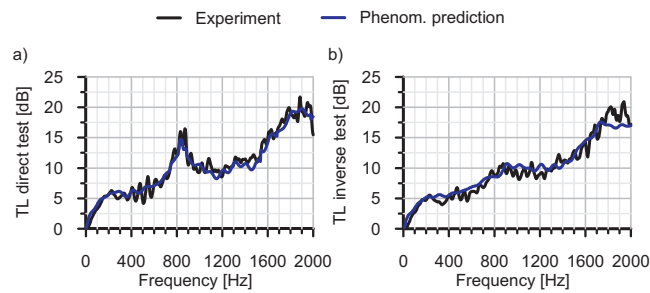 Experiment
Phenom. prediction
a)
b)
TL direct test [dB]
25
20
15
10
5
0
0 400 800 1200 1600 2000
Frequency [Hz]
TL inverse test [dB]
25
20
15
10
5
0
0 400 800 1200 1600 2000
Frequency [Hz]